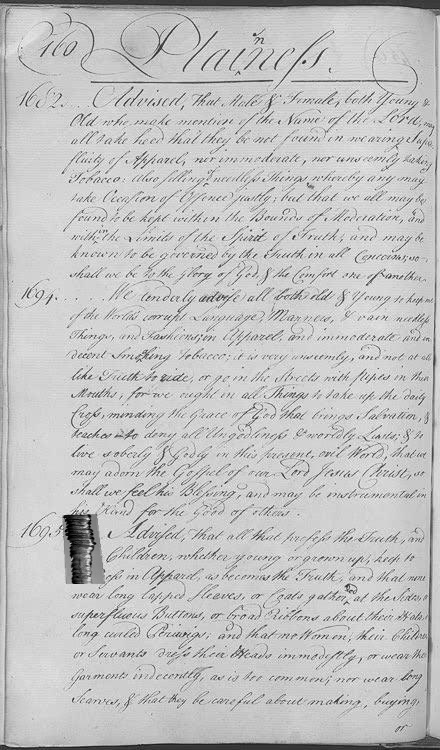 160 Plainness.
1682... Advised, That Male & Female, both Young &
Old who make mention of the Name of the Lord, may
all take heed that they be not found in wearing Supr
fluity of Apparel, nor immoderate, nor unseemly taking
Tobacco: Also selling needless Things whereby any may
take Occasion of Offence justly; but that we all may be
found to be kept within the Bounds of Moderation, and
within the Limits of the Spirit of Truth, and may be
known to be governed by the Truth in all Concerns, so
shall we be to the Glory of God, & the Comfort one of another
1694.... We tenderly advise all both old & Young to keep
of the World's corrupt Language, Manners, & vain needless
Things, and Fashions, in Apparel; and immoderate and in
decent Smoking Tobacco; it is very unseemly, and not at all
like Truth to ride, or go in the Streets with pipes in their
Mouths; for we ought in all Things to take up the daily
Cross, minding the Grace of God that brings Salvation, &
teaches to deny all Ungodliness & worldly Lusts, & to
live soberly & Godly in this present, evil World, that we
may adorn the Gospel of our Lord Jesus Christ, so
shall we feel his Blessing, and may be instrumental in
his Hand for the Good of others.
1695 Advised, That all that profess the Truth, and
Children, whether young or grown up, keep to
in Apparel, as becomes the Truth, and that none
wear long lapped Sleaves, or Coats gather'd at the Sides, or
superfluous Buttons, or broad Ribbons about their Hats, or
long curled Periwigs; and that no Women, their Children
or Servants dress their Heads immodestly, or wear their
Garments indecently, as is too common; nor wear long
Scarves, & that they be careful about making, buying,
or